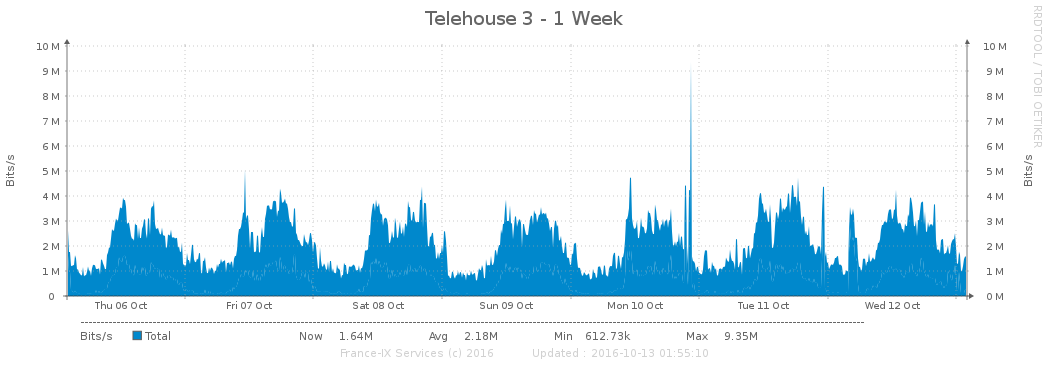 Telehouse 3 - 1 Week
RRDTOOL / TOBI OETIKER
Bits/s
Bits/s
10 M 10 M
9 M 9 M
8 M 8 M
7 M 7 M
6 M 6 M
5 M 5 M
4 M 4 M
3 M 3 M
2 M 2 M
1 M 1 M
0 0 M
Thu 06 Oct Fri 07 Oct Sat 08 Oct Sun 09 Oct Mon 10 Oct Tue 11 Oct Wed 12 Oct
Bits/s Total Now 1.64M Avg 2.18M Min 612.73k Max 9.35M
France-IX Services (c) 2016 Updated : 2016-10-13 01:55:10